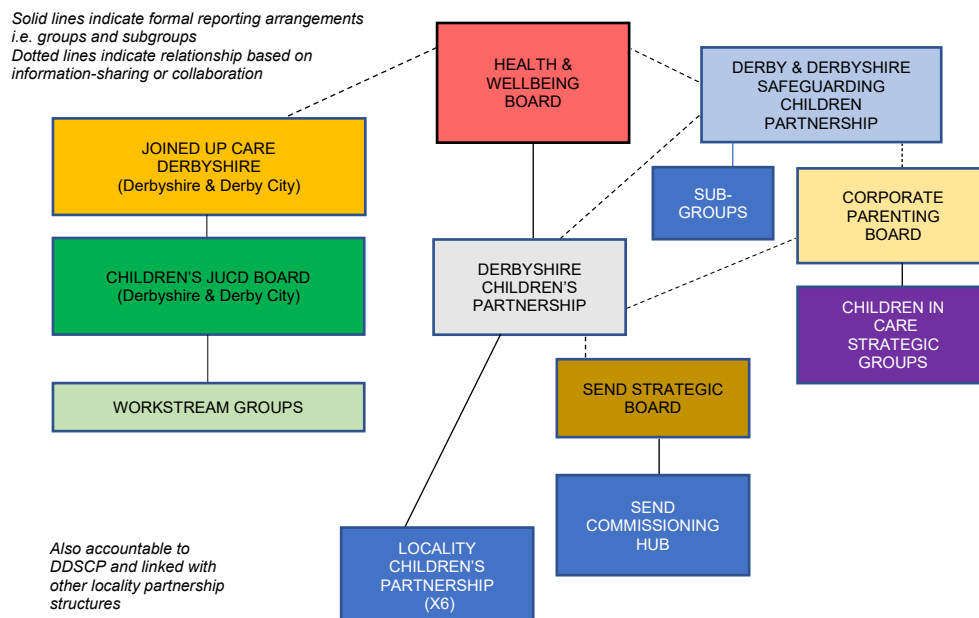 Solid lines indicate formal reporting arrangements
i.e. groups and subgroups
Dotted lines indicate relationship based on
information-sharing or collaboration
HEALTH &
WELLBEING
BOARD
DERBY & DERBYSHIRE
SAFEGUARDING
CHILDREN
PARTNERSHIP
JOINED UP CARE
DERBYSHIRE
(Derbyshire & Derby City)
SUB-
GROUPS
CORPORATE
PARENTING
BOARD
CHILDREN'S JUCD BOARD
(Derbyshire & Derby City)
DERBYSHIRE
CHILDREN'S
PARTNERSHIP
CHILDREN IN
CARE
STRATEGIC
GROUPS
WORKSTREAM GROUPS
SEND STRATEGIC
BOARD
SEND
COMMISSIONING
HUB
LOCALITY
CHILDREN'S
PARTNERSHIP
(X6)
Also accountable to
DDSCP and linked with
other locality partnership
structures